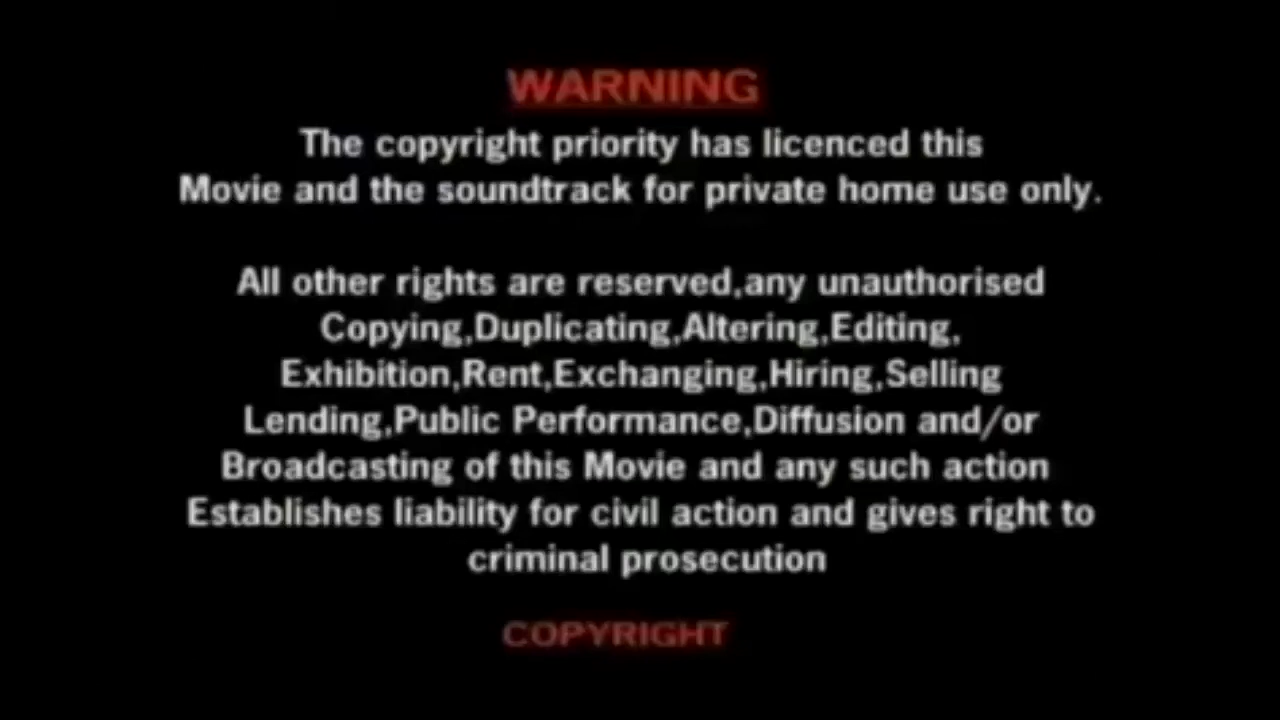 WARNING
The copyright priority has licenced this
Movie and the soundtrack for private home use only.
All other rights are reserved,any unauthorised
Copying,Duplicating,Altering,Editing,
Exhibition,Rent,Exchanging,Hiring,Selling
Lending,Public Performance,Diffusion and/or
Broadcasting of this Movie and any such action
Establishes liability for civil action and gives right to
criminal prosecution
COPYRIGHT